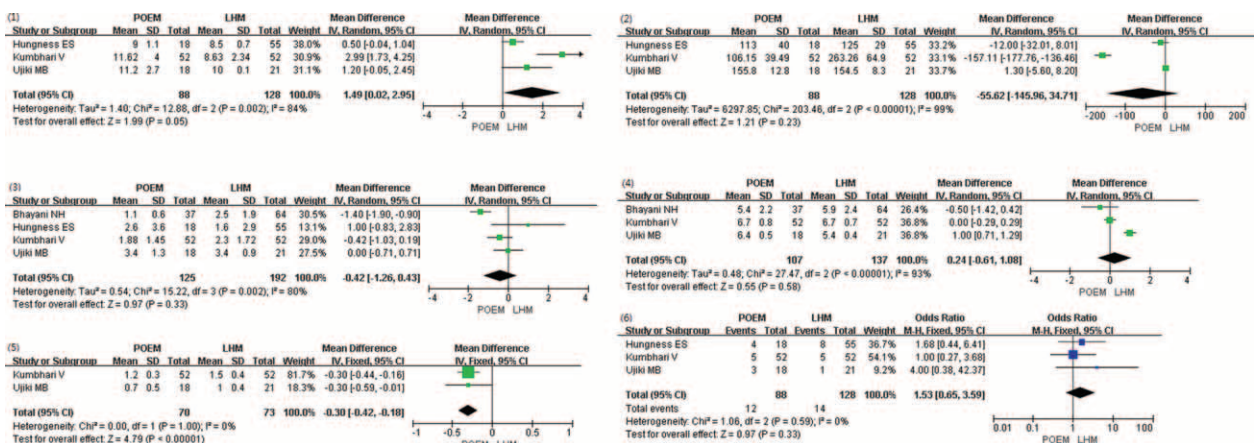 (1)
POEM LHM Mean Difference Mean Difference
Study or Subgroup Mean SD Total Mean SD Total Weight IV, Random, 95% CI IV, Random, 95% CI
Hungness ES 9 1.1 18 8.5 0.7 55 38.0% 0.50 [-0.04, 1.04]
Kumbhari V 11.62 4 52 8.63 2.34 52 30.9% 2.99 [1.73, 4.25]
Ujiki MB 11.2 2.7 18 10 0.1 21 31.1% 1.20 [-0.05, 2.45]
Total (95% CI) 88 128 100.0% 1.49 [0.02, 2.95]
Heterogeneity: Tau² = 1.40; Chi² = 12.88, df = 2 (P = 0.002); I² = 84%
Test for overall effect: Z = 1.99 (P = 0.05)
-4 -2 0 2 4
POEM LHM
(2)
POEM LHM Mean Difference Mean Difference
Study or Subgroup Mean SD Total Mean SD Total Weight IV, Random, 95% CI IV, Random, 95% CI
Hungness ES 113 40 18 125 29 55 33.2% -12.00 [-32.01, 8.01]
Kumbhari V 106.15 39.49 52 263.26 64.9 52 33.2% -157.11 [-177.76, -136.46]
Ujiki MB 155.8 12.8 18 154.5 8.3 21 33.7% 1.30 [-5.60, 8.20]
Total (95% CI) 88 128 100.0% -55.62 [-145.96, 34.71]
Heterogeneity: Tau² = 6297.85; Chi² = 203.46, df = 2 (P < 0.00001); I² = 99%
Test for overall effect: Z = 1.21 (P = 0.23)
-200 -100 0 100 200
POEM LHM
(3)
POEM LHM Mean Difference Mean Difference
Study or Subgroup Mean SD Total Mean SD Total Weight IV, Random, 95% CI IV, Random, 95% CI
Bhayani NH 1.1 0.6 37 2.5 1.9 64 30.5% -1.40 [-1.90, -0.90]
Hungness ES 2.6 3.6 18 1.6 2.9 55 13.1% 1.00 [-0.83, 2.83]
Kumbhari V 1.88 1.45 52 2.3 1.72 52 29.0% -0.42 [-1.03, 0.19]
Ujiki MB 3.4 1.3 18 3.4 0.9 21 27.5% 0.00 [-0.71, 0.71]
Total (95% CI) 125 192 100.0% -0.42 [-1.26, 0.43]
Heterogeneity: Tau² = 0.54; Chi² = 15.22, df = 3 (P = 0.002); I² = 80%
Test for overall effect: Z = 0.97 (P = 0.33)
-4 -2 0 2 4
POEM LHM
(4)
POEM LHM Mean Difference Mean Difference
Study or Subgroup Mean SD Total Mean SD Total Weight IV, Random, 95% CI IV, Random, 95% CI
Bhayani NH 5.4 2.2 37 5.9 2.4 64 26.4% -0.50 [-1.42, 0.42]
Kumbhari V 6.7 0.8 52 6.7 0.7 52 36.8% 0.00 [-0.29, 0.29]
Ujiki MB 6.4 0.5 18 5.4 0.4 21 36.8% 1.00 [0.71, 1.29]
Total (95% CI) 107 137 100.0% 0.24 [-0.61, 1.08]
Heterogeneity: Tau² = 0.48; Chi² = 27.47, df = 2 (P < 0.00001); I² = 93%
Test for overall effect: Z = 0.55 (P = 0.58)
-4 -2 0 2 4
POEM LHM
(5)
POEM LHM Mean Difference Mean Difference
Study or Subgroup Mean SD Total Mean SD Total Weight IV, Fixed, 95% CI IV, Fixed, 95% CI
Kumbhari V 1.2 0.3 52 1.5 0.4 52 81.7% -0.30 [-0.44, -0.16]
Ujiki MB 0.7 0.5 18 1 0.4 21 18.3% -0.30 [-0.59, -0.01]
Total (95% CI) 70 73 100.0% -0.30 [-0.42, -0.18]
Heterogeneity: Chi² = 0.00, df = 1 (P = 1.00); I² = 0%
Test for overall effect: Z = 4.79 (P < 0.00001)
-1 -0.5 0 0.5 1
POEM LHM
(6)
POEM LHM Odds Ratio Odds Ratio
Study or Subgroup Events Total Events Total Weight M-H, Fixed, 95% CI M-H, Fixed, 95% CI
Hungness ES 4 18 8 55 36.7% 1.68 [0.44, 6.41]
Kumbhari V 5 52 5 52 54.1% 1.00 [0.27, 3.68]
Ujiki MB 3 18 1 21 9.2% 4.00 [0.38, 42.37]
Total (95% CI) 88 128 100.0% 1.53 [0.65, 3.59]
Total events 12 14
Heterogeneity: Chi² = 1.06, df = 2 (P = 0.59); I² = 0%
Test for overall effect: Z = 0.97 (P = 0.33)
0.01 0.1 1 10 100
POEM LHM